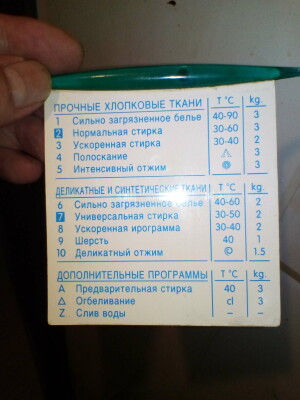 ПРОЧНЫЕ ХЛОПКОВЫЕ ТКАНИ T °C kg.
1 Сильно загрязненное белье 40-90 3
2 Нормальная стирка 30-60 3
3 Ускоренная стирка 30-40 2
4 Полоскание 3
5 Интенсивный отжим 3
ДЕЛИКАТНЫЕ И СИНТЕТИЧЕСКИЕ ТКАНИ T °C kg.
6 Сильно загрязненное белье 40-60 2
7 Универсальная стирка 30-50 2
8 Ускоренная ирограмма 30-40 2
9 Шерсть 40 1
10 Деликатный отжим 1.5
ДОПОЛНИТЕЛЬНЫЕ ПРОГРАММЫ T °C kg.
A Предварительная стирка 40 3
△ Огбеливание cl 3
Z Слив воды – –